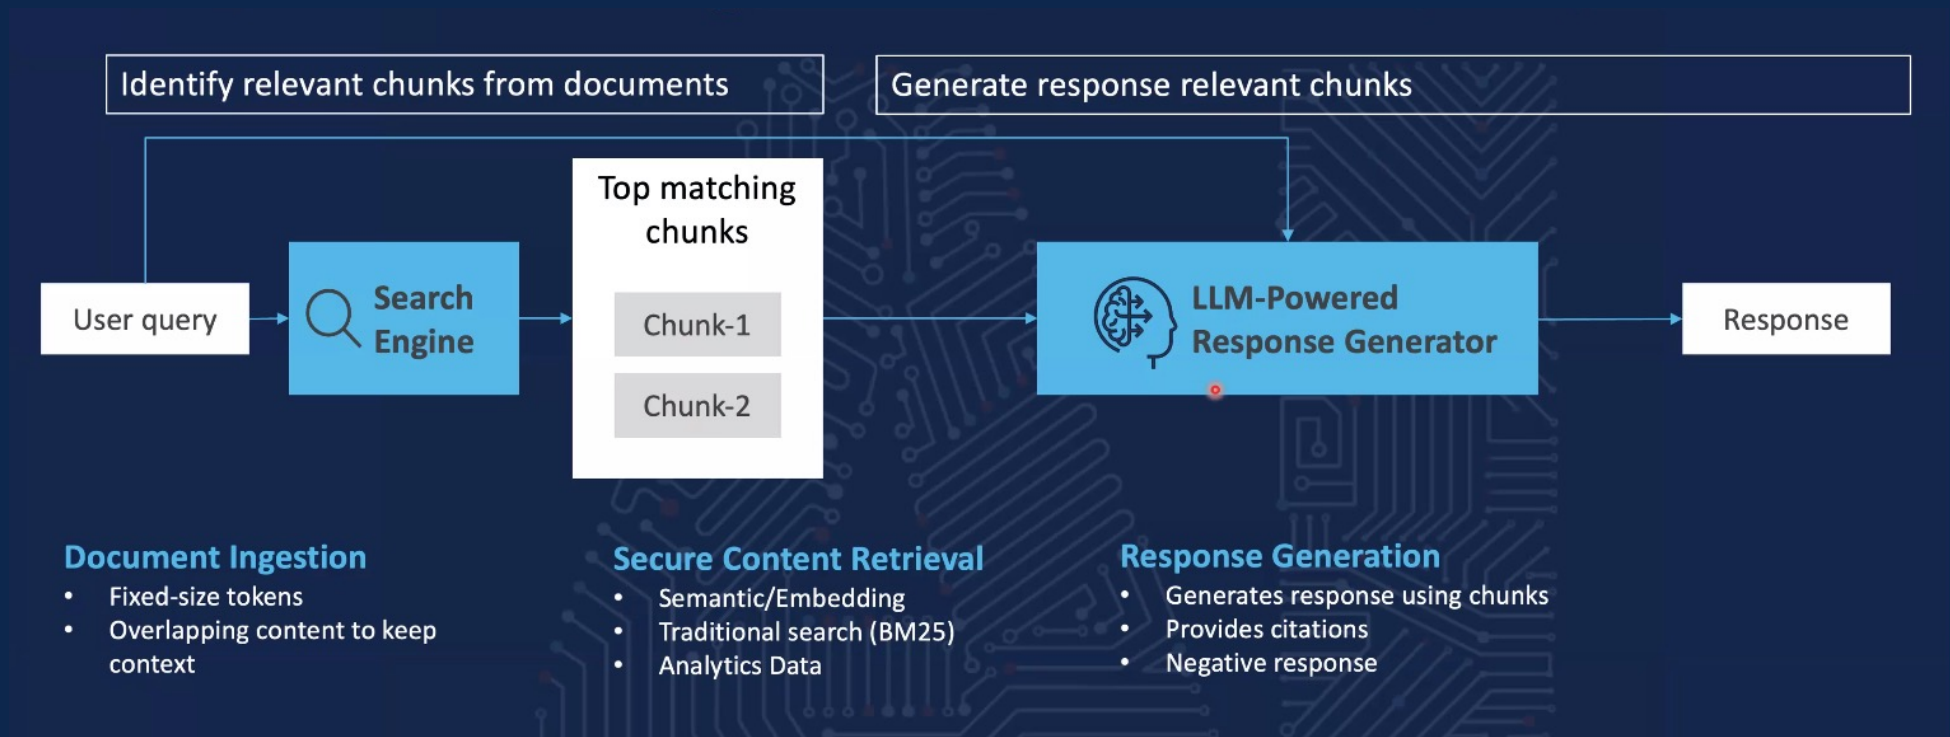 Identify relevant chunks from documents
Generate response relevant chunks
User query
Search
Engine
Top matching
chunks
Chunk-1
Chunk-2
LLM-Powered
Response Generator
Response
Document Ingestion
• Fixed-size tokens
• Overlapping content to keep
context
Secure Content Retrieval
• Semantic/Embedding
• Traditional search (BM25)
• Analytics Data
Response Generation
• Generates response using chunks
• Provides citations
• Negative response